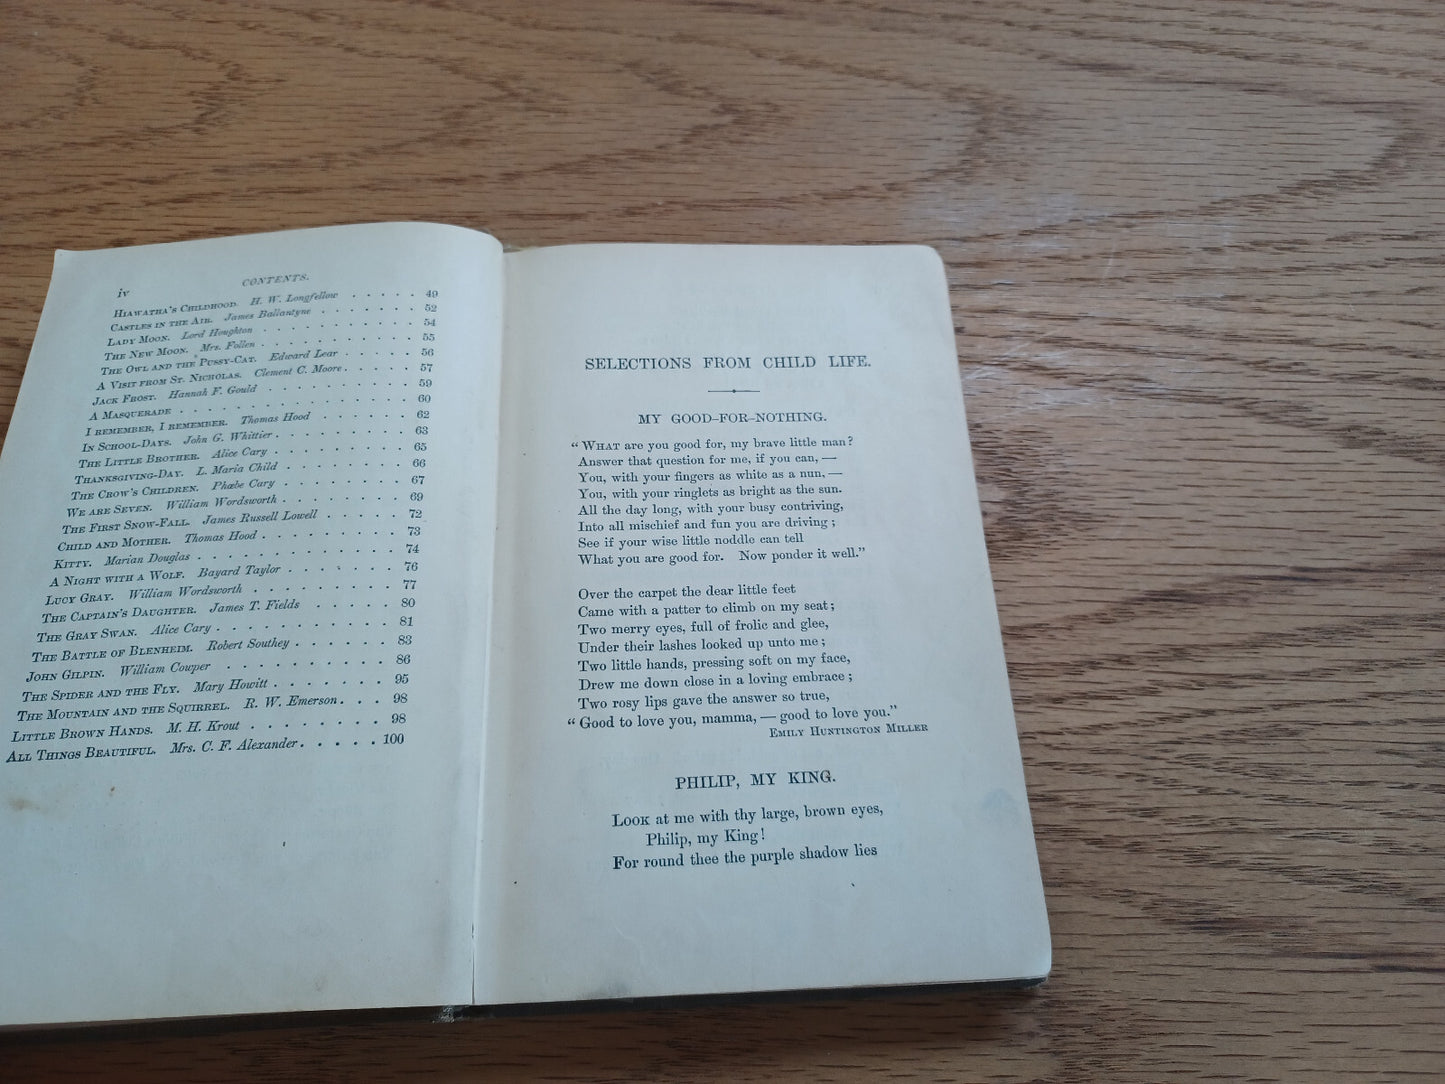 iv CONTENTS.
HIAWATHA'S CHILDHOOD. H. W. Longfellow . . . . . 49
CASTLES IN THE AIR. James Ballantyne . . . . . . . 52
LADY MOON. Lord Houghton . . . . . . . . . . 54
THE NEW MOON. Mrs. Follen . . . . . . . . . . 55
THE OWL AND THE PUSSY-CAT. Edward Lear . . . . . 56
A VISIT FROM ST. NICHOLAS. Clement C. Moore . . . . . 57
JACK FROST. Hannah F. Gould . . . . . . . . . 59
A MASQUERADE . . . . . . . . . . . . . 60
I REMEMBER, I REMEMBER. Thomas Hood . . . . . . 62
IN SCHOOL-DAYS. John G. Whittier . . . . . . . . 63
THE LITTLE BROTHER. Alice Cary . . . . . . . . 65
THANKSGIVING-DAY. L. Maria Child . . . . . . . 66
THE CROW'S CHILDREN. Phœbe Cary . . . . . . . 67
WE ARE SEVEN. William Wordsworth . . . . . . . 69
THE FIRST SNOW-FALL. James Russell Lowell . . . . . 72
CHILD AND MOTHER. Thomas Hood . . . . . . . . 73
KITTY. Marian Douglas . . . . . . . . . . . 74
A NIGHT WITH A WOLF. Bayard Taylor . . . . . . 76
LUCY GRAY. William Wordsworth . . . . . . . . 77
THE CAPTAIN'S DAUGHTER. James T. Fields . . . . . 80
THE GRAY SWAN. Alice Cary . . . . . . . . . 81
THE BATTLE OF BLENHEIM. Robert Southey . . . . . . 83
JOHN GILPIN. William Cowper . . . . . . . . . 86
THE SPIDER AND THE FLY. Mary Howitt . . . . . . 95
THE MOUNTAIN AND THE SQUIRREL. R. W. Emerson . . . 98
LITTLE BROWN HANDS. M. H. Krout . . . . . . . 98
ALL THINGS BEAUTIFUL. Mrs. C. F. Alexander . . . . . 100
SELECTIONS FROM CHILD LIFE.
MY GOOD-FOR-NOTHING.
“WHAT are you good for, my brave little man?
Answer that question for me, if you can,—
You, with your fingers as white as a nun,—
You, with your ringlets as bright as the sun.
All the day long, with your busy contriving,
Into all mischief and fun you are driving;
See if your wise little noddle can tell
What you are good for. Now ponder it well.”
Over the carpet the dear little feet
Came with a patter to climb on my seat;
Two merry eyes, full of frolic and glee,
Under their lashes looked up unto me;
Two little hands, pressing soft on my face,
Drew me down close in a loving embrace;
Two rosy lips gave the answer so true,
“Good to love you, mamma,—good to love you.”
EMILY HUNTINGTON MILLER
PHILIP, MY KING.
LOOK at me with thy large, brown eyes,
Philip, my King!
For round thee the purple shadow lies